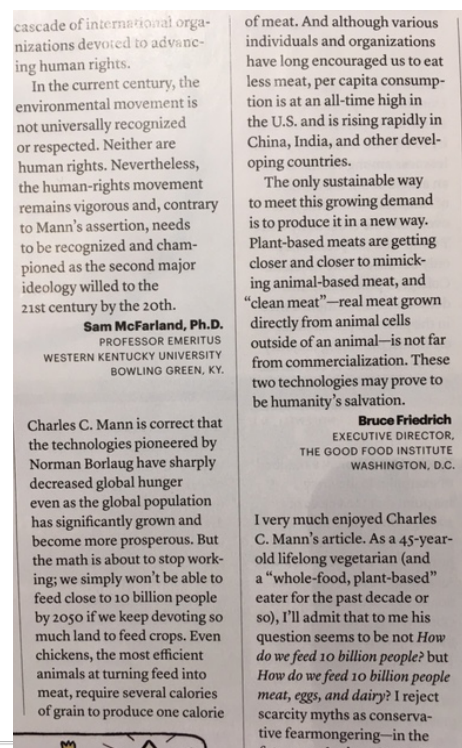 cascade of international orga-
nizations devoted to advanc-
ing human rights.
In the current century, the
environmental movement is
not universally recognized
or respected. Neither are
human rights. Nevertheless,
the human-rights movement
remains vigorous and, contrary
to Mann's assertion, needs
to be recognized and cham-
pioned as the second major
ideology willed to the
21st century by the 20th.
Sam McFarland, Ph.D.
PROFESSOR EMERITUS
WESTERN KENTUCKY UNIVERSITY
BOWLING GREEN, KY.
Charles C. Mann is correct that
the technologies pioneered by
Norman Borlaug have sharply
decreased global hunger
even as the global population
has significantly grown and
become more prosperous. But
the math is about to stop work-
ing; we simply won't be able to
feed close to 10 billion people
by 2050 if we keep devoting so
much land to feed crops. Even
chickens, the most efficient
animals at turning feed into
meat, require several calories
of grain to produce one calorie
of meat. And although various
individuals and organizations
have long encouraged us to eat
less meat, per capita consump-
tion is at an all-time high in
the U.S. and is rising rapidly in
China, India, and other devel-
oping countries.
The only sustainable way
to meet this growing demand
is to produce it in a new way.
Plant-based meats are getting
closer and closer to mimick-
ing animal-based meat, and
“clean meat”—real meat grown
directly from animal cells
outside of an animal—is not far
from commercialization. These
two technologies may prove to
be humanity's salvation.
Bruce Friedrich
EXECUTIVE DIRECTOR,
THE GOOD FOOD INSTITUTE
WASHINGTON, D.C.
I very much enjoyed Charles
C. Mann's article. As a 45-year-
old lifelong vegetarian (and
a “whole-food, plant-based”
eater for the past decade or
so), I'll admit that to me his
question seems to be not How
do we feed 10 billion people? but
How do we feed 10 billion people
meat, eggs, and dairy? I reject
scarcity myths as conserva-
tive fearmongering—in the